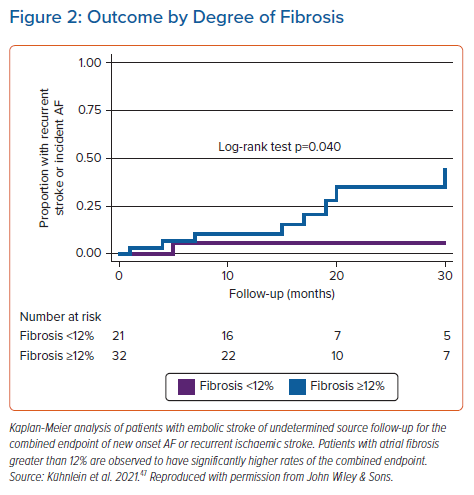 Figure 2: Outcome by Degree of Fibrosis
Proportion with recurrent
stroke or incident AF
1.00
0.75
0.50
0.25
0.00
Log-rank test p=0.040
0 10 20 30
Follow-up (months)
Number at risk
Fibrosis <12% 21 16 7 5
Fibrosis ≥12% 32 22 10 7
Fibrosis <12% Fibrosis ≥12%
Kaplan-Meier analysis of patients with embolic stroke of undetermined source follow-up for the
combined endpoint of new onset AF or recurrent ischaemic stroke. Patients with atrial fibrosis
greater than 12% are observed to have significantly higher rates of the combined endpoint.
Source: Kühnlein et al. 2021.⁴¹ Reproduced with permission from John Wiley & Sons.